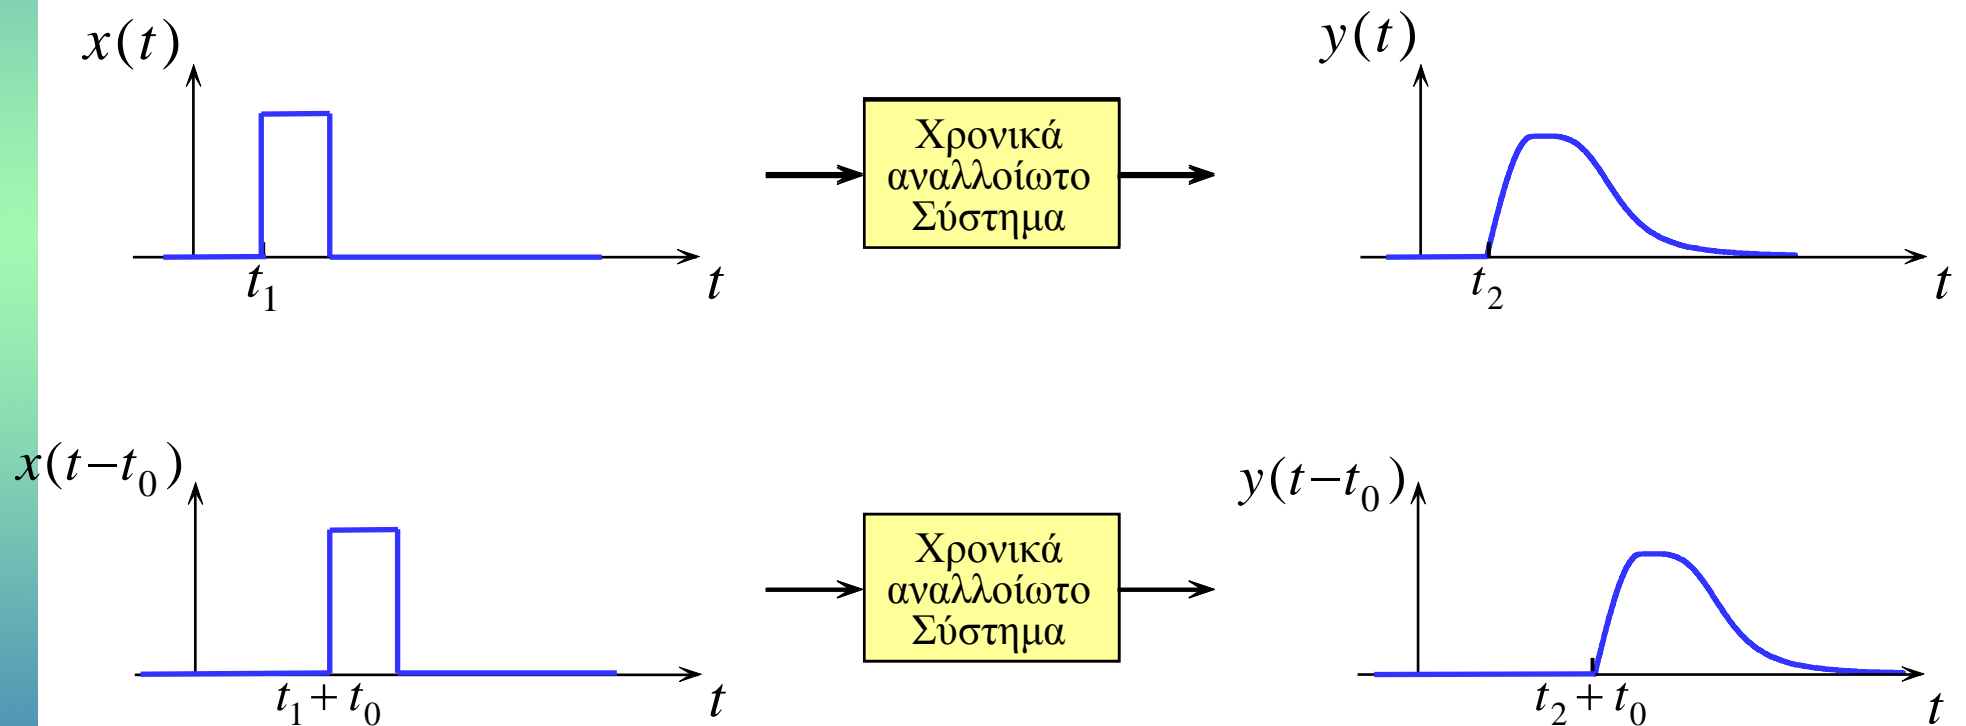 x(t)
y(t)
Χρονικά
αναλλοίωτο
Σύστημα
t₁
t
t₂
t
x(t−t₀)
y(t−t₀)
Χρονικά
αναλλοίωτο
Σύστημα
t₁ + t₀
t
t₂ + t₀
t